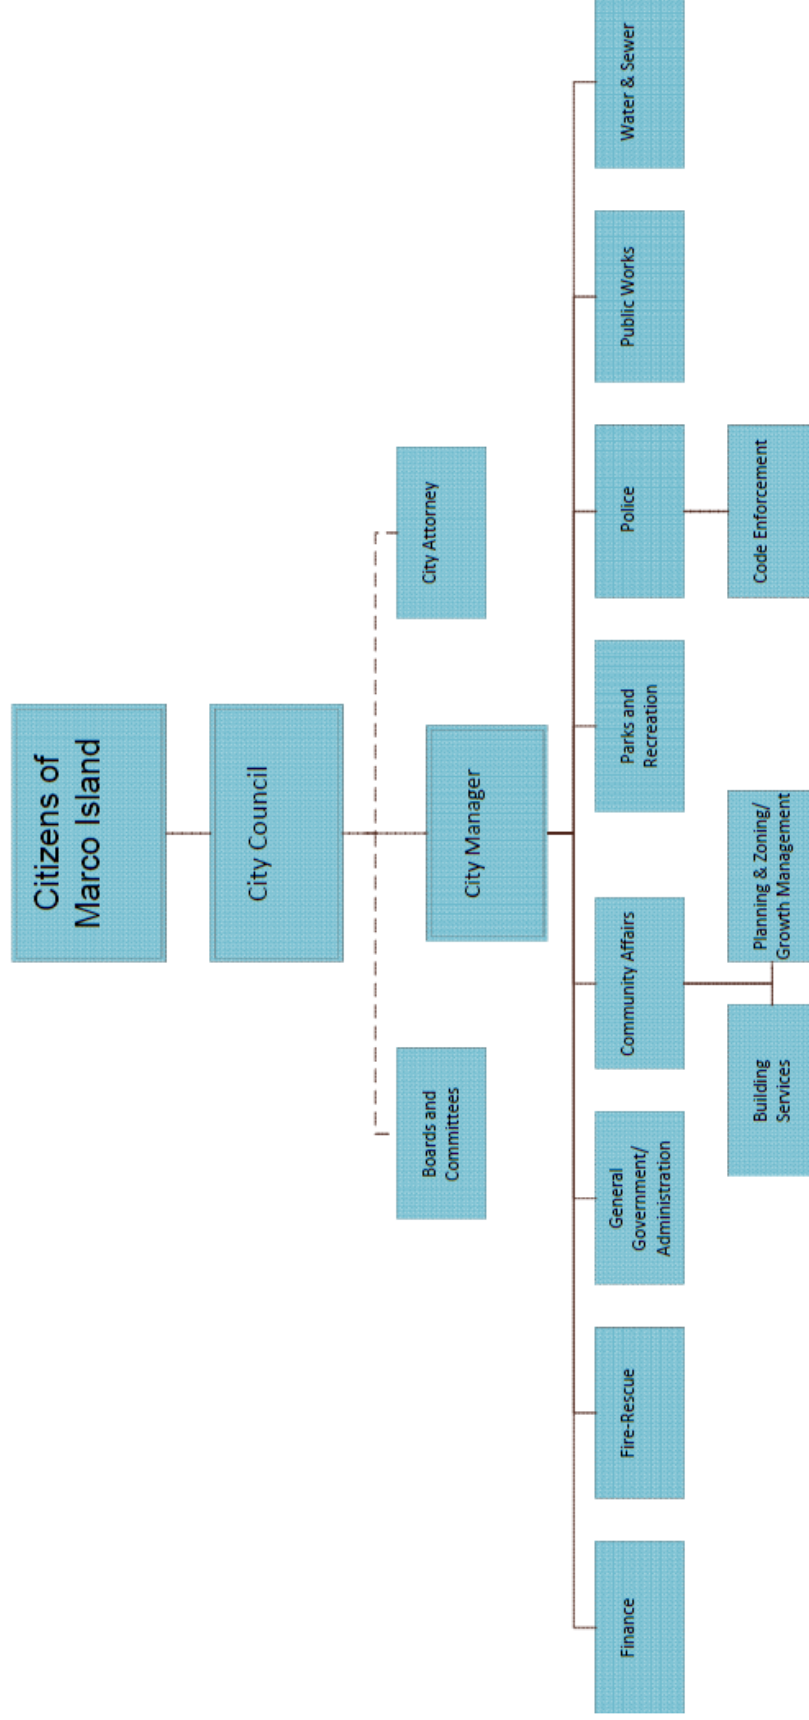 Citizens of
Marco Island
City Council
Boards and
Committees
City Manager
City Attorney
Finance
Fire-Rescue
General
Government/
Administration
Community Affairs
Parks and
Recreation
Police
Public Works
Water & Sewer
Building
Services
Planning & Zoning/
Growth Management
Code Enforcement